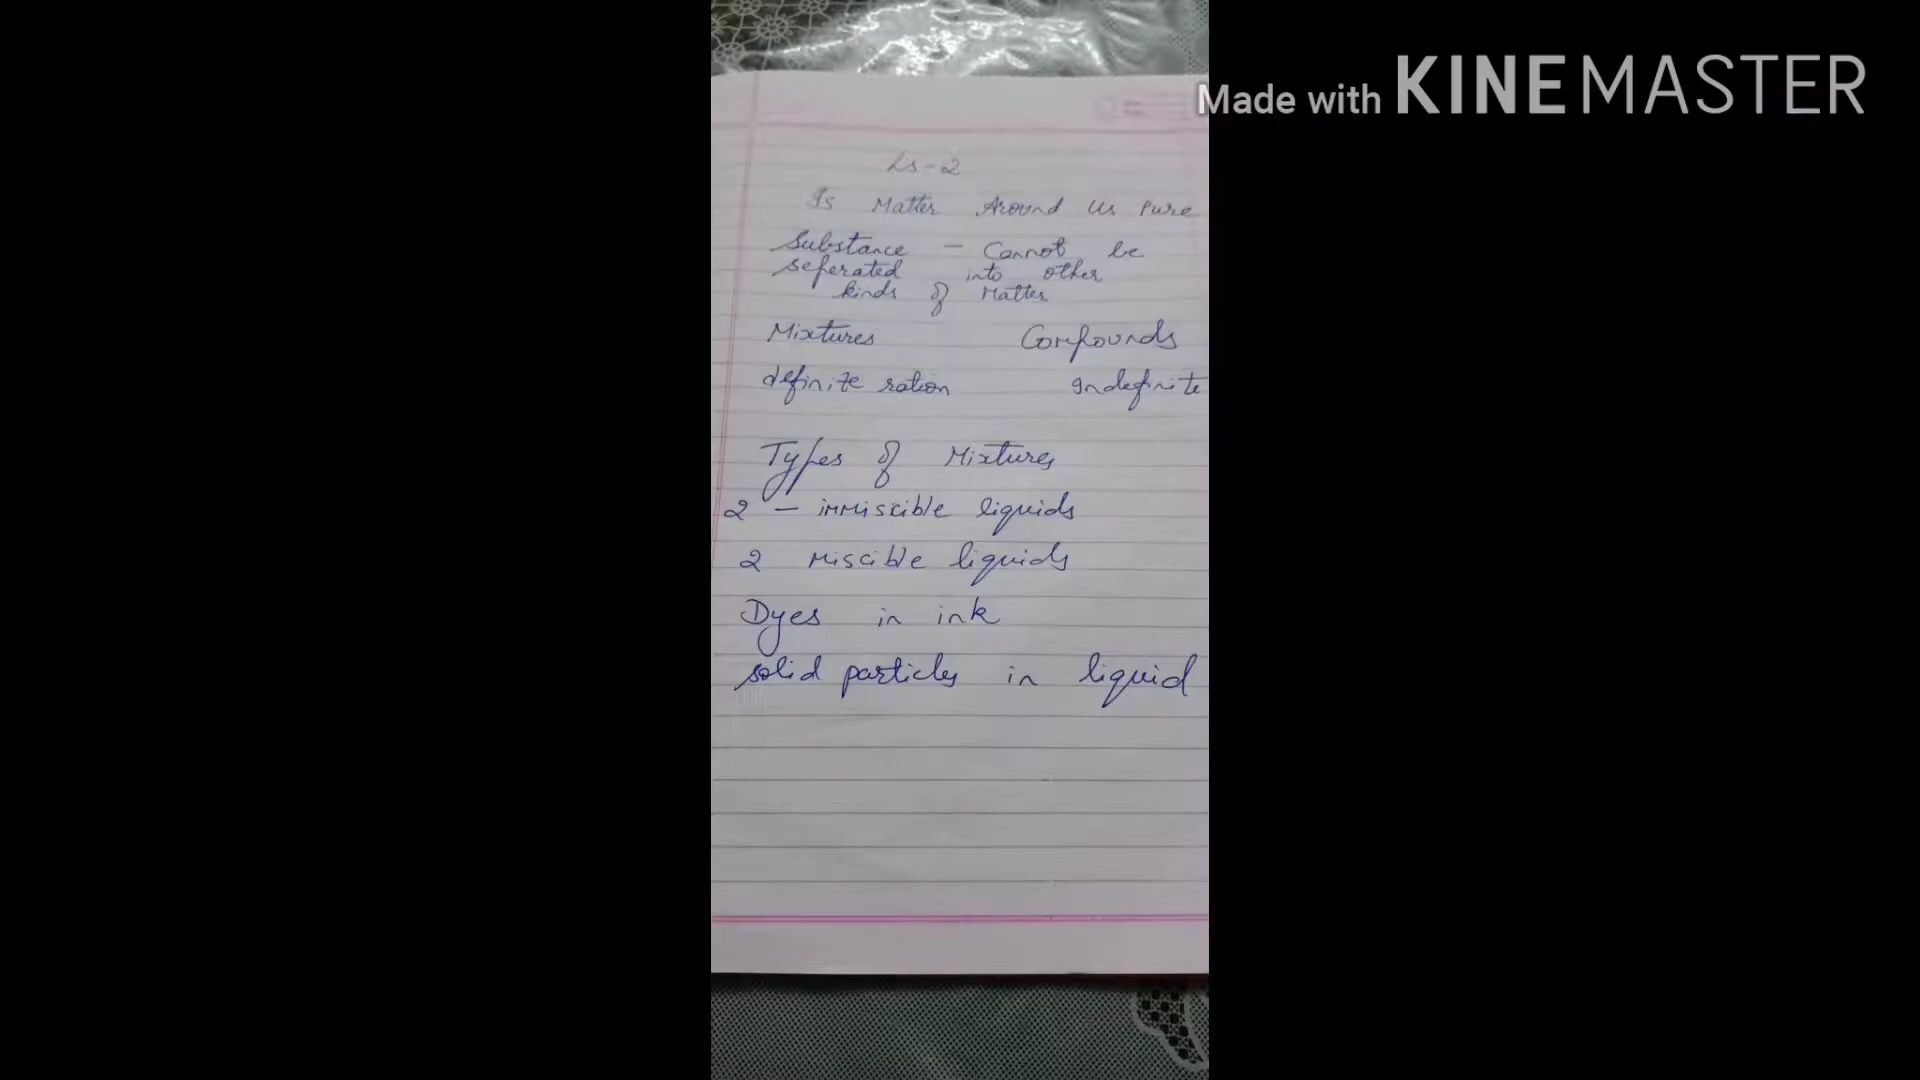 Made with KINEMASTER
Ls-2
Is Matter Around us Pure
Substance - Cannot be
seperated into other
kinds of Matter
Mixtures Compounds
definite ration Indefinite
Types of Mixtures
2 - immiscible liquids
2 miscible liquids
Dyes in ink
solid particles in liquid